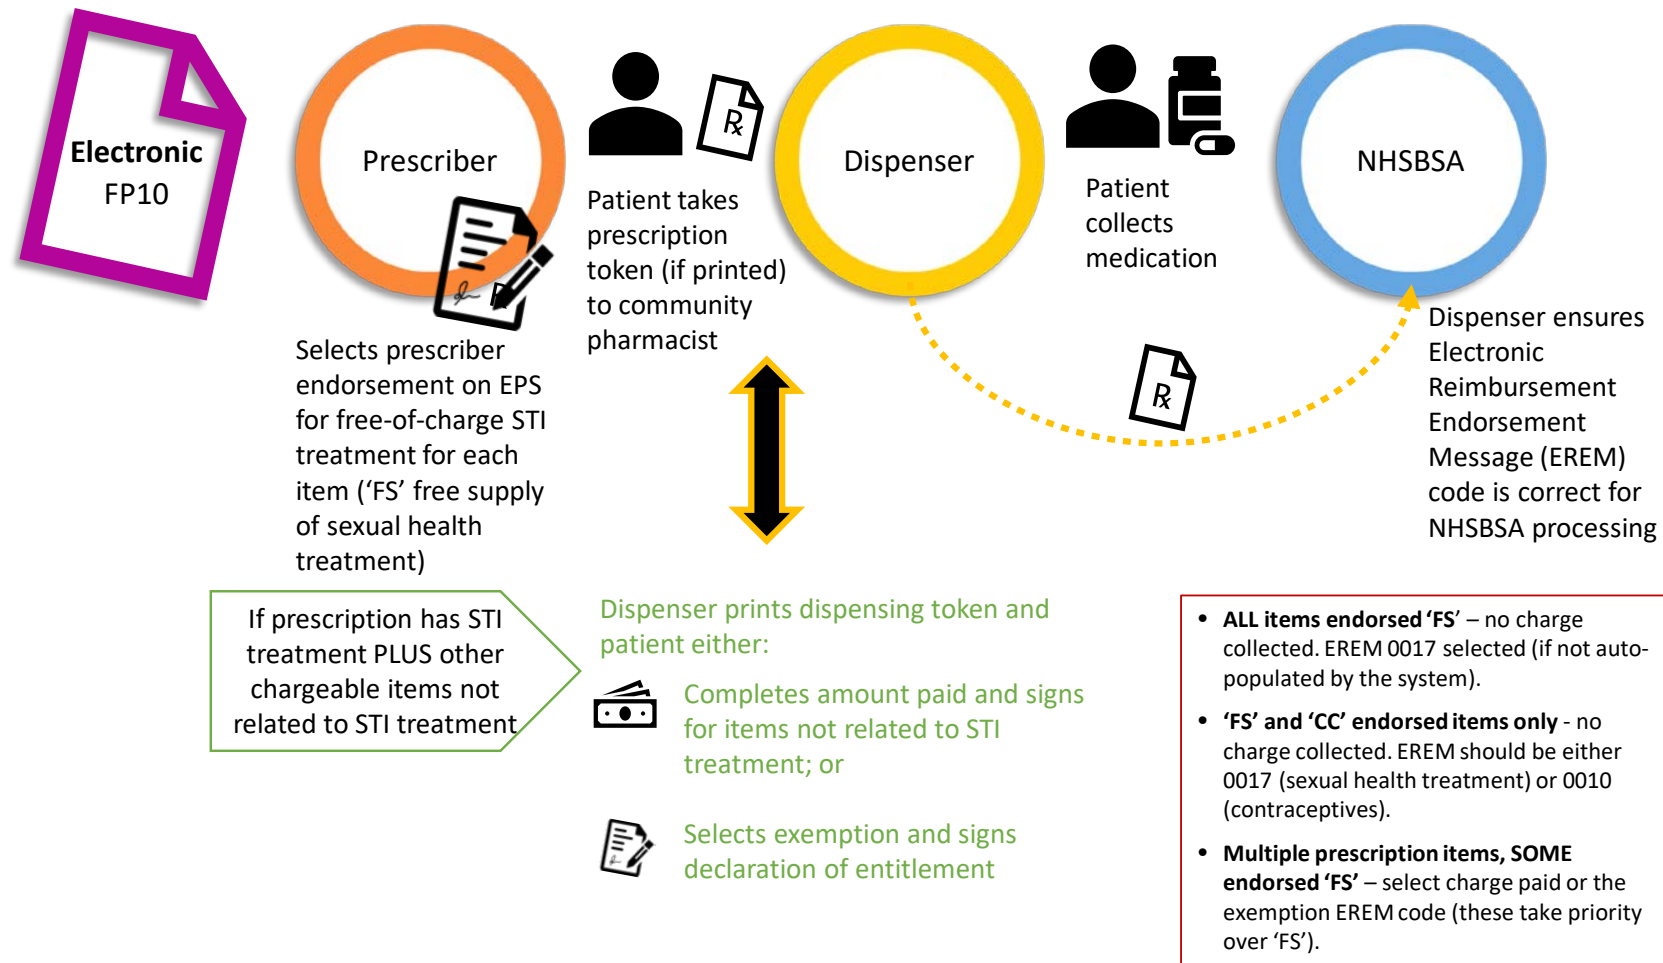 Electronic
FP10
Prescriber
Selects prescriber
endorsement on EPS
for free-of-charge STI
treatment for each
item (‘FS’ free supply
of sexual health
treatment)
Rx
Patient takes
prescription
token (if printed)
to community
pharmacist
Dispenser
Patient
collects
medication
Rx
NHSBSA
Dispenser ensures
Electronic
Reimbursement
Endorsement
Message (EREM)
code is correct for
NHSBSA processing
If prescription has STI
treatment PLUS other
chargeable items not
related to STI treatment
Dispenser prints dispensing token and
patient either:
Completes amount paid and signs
for items not related to STI
treatment; or
Selects exemption and signs
declaration of entitlement
• ALL items endorsed ‘FS’ – no charge
collected. EREM 0017 selected (if not auto-
populated by the system).
• ‘FS’ and ‘CC’ endorsed items only - no
charge collected. EREM should be either
0017 (sexual health treatment) or 0010
(contraceptives).
• Multiple prescription items, SOME
endorsed ‘FS’ – select charge paid or the
exemption EREM code (these take priority
over ‘FS’).